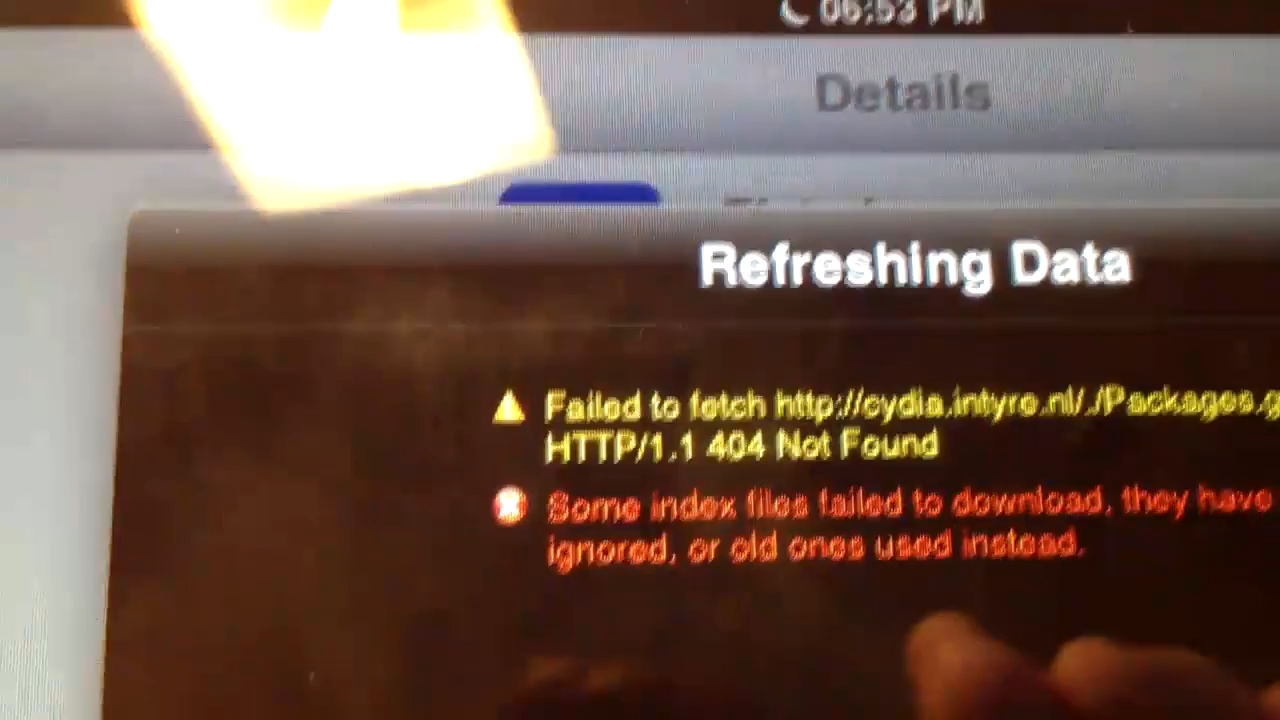 06:53 PM
Details
Refreshing Data
Failed to fetch http://cydia.intyre.nl/./Packages.g
HTTP/1.1 404 Not Found
Some index files failed to download, they have
ignored, or old ones used instead.